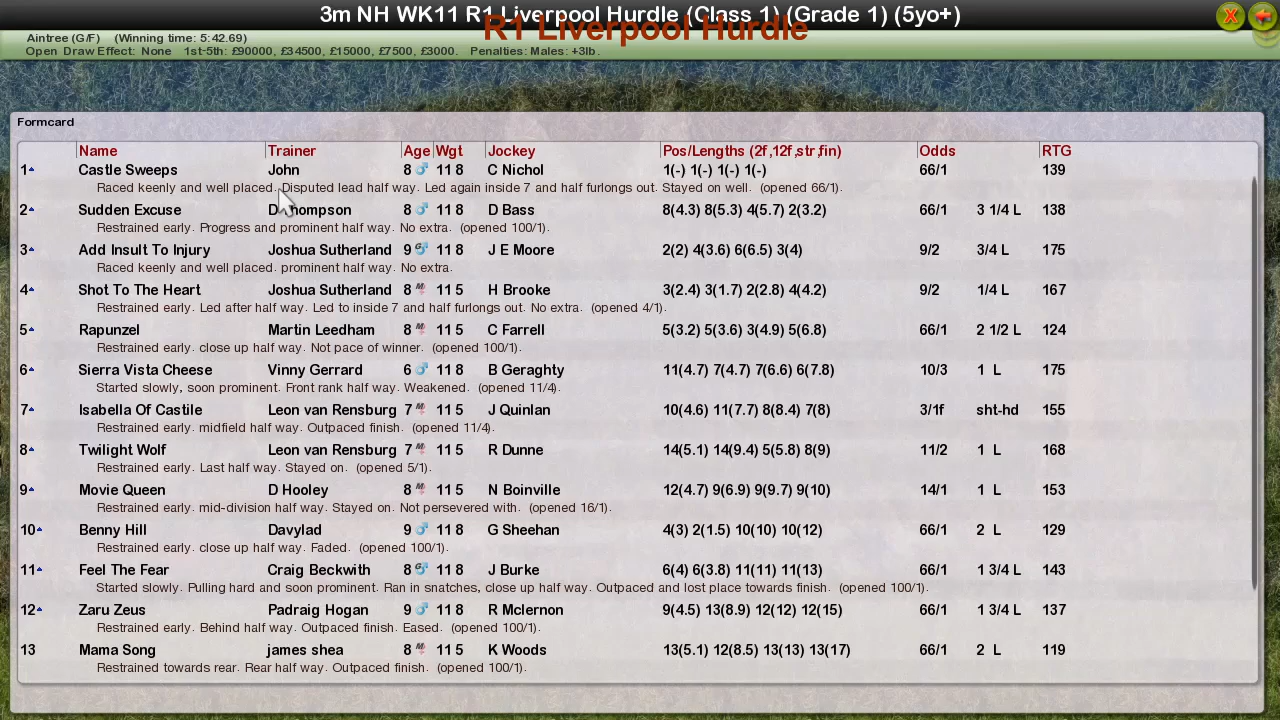 3m NH WK11 R1 Liverpool Hurdle (Class 1) (Grade 1) (5yo+)
R1 Liverpool Hurdle
Aintree (G/F) (Winning time: 5:42.69)
Open Draw Effect: None 1st-5th: £90000, £34500, £15000, £7500, £3000. Penalties: Males: +3lb.
Formcard
Name Trainer Age Wgt Jockey Pos/Lengths (2f,12f,str,fin) Odds RTG
1 Castle Sweeps John 8 11 8 C Nichol 1(-) 1(-) 1(-) 1(-) 66/1 139
Raced keenly and well placed. Disputed lead half way. Led again inside 7 and half furlongs out. Stayed on well. (opened 66/1).
2 Sudden Excuse D Thompson 8 11 8 D Bass 8(4.3) 8(5.3) 4(5.7) 2(3.2) 66/1 3 1/4 L 138
Restrained early. Progress and prominent half way. No extra. (opened 100/1).
3 Add Insult To Injury Joshua Sutherland 9 11 8 J E Moore 2(2) 4(3.6) 6(6.5) 3(4) 9/2 3/4 L 175
Raced keenly and well placed. prominent half way. No extra.
4 Shot To The Heart Joshua Sutherland 8 11 5 H Brooke 3(2.4) 3(1.7) 2(2.8) 4(4.2) 9/2 1/4 L 167
Restrained early. Led after half way. Led to inside 7 and half furlongs out. No extra. (opened 4/1).
5 Rapunzel Martin Leedham 8 11 5 C Farrell 5(3.2) 5(3.6) 3(4.9) 5(6.8) 66/1 2 1/2 L 124
Restrained early. close up half way. Not pace of winner. (opened 100/1).
6 Sierra Vista Cheese Vinny Gerrard 6 11 8 B Geraghty 11(4.7) 7(4.7) 7(6.6) 6(7.8) 10/3 1 L 175
Started slowly, soon prominent. Front rank half way. Weakened. (opened 11/4).
7 Isabella Of Castile Leon van Rensburg 7 11 5 J Quinlan 10(4.6) 11(7.7) 8(8.4) 7(8) 3/1f sht-hd 155
Restrained early. midfield half way. Outpaced finish. (opened 11/4).
8 Twilight Wolf Leon van Rensburg 7 11 5 R Dunne 14(5.1) 14(9.4) 5(5.8) 8(9) 11/2 1 L 168
Restrained early. Last half way. Stayed on. (opened 5/1).
9 Movie Queen D Hooley 8 11 5 N Boinville 12(4.7) 9(6.9) 9(9.7) 9(10) 14/1 1 L 153
Restrained early. mid-division half way. Stayed on. Not persevered with. (opened 16/1).
10 Benny Hill Davylad 9 11 8 G Sheehan 4(3) 2(1.5) 10(10) 10(12) 66/1 2 L 129
Restrained early. close up half way. Faded. (opened 100/1).
11 Feel The Fear Craig Beckwith 8 11 8 J Burke 6(4) 6(3.8) 11(11) 11(13) 66/1 1 3/4 L 143
Started slowly. Pulling hard and soon prominent. Ran in snatches, close up half way. Outpaced and lost place towards finish. (opened 100/1).
12 Zaru Zeus Padraig Hogan 9 11 8 R Mclernon 9(4.5) 13(8.9) 12(12) 12(15) 66/1 1 3/4 L 137
Restrained early. Behind half way. Outpaced finish. Eased. (opened 100/1).
13 Mama Song james shea 8 11 5 K Woods 13(5.1) 12(8.5) 13(13) 13(17) 66/1 2 L 119
Restrained towards rear. Rear half way. Outpaced finish. (opened 100/1).